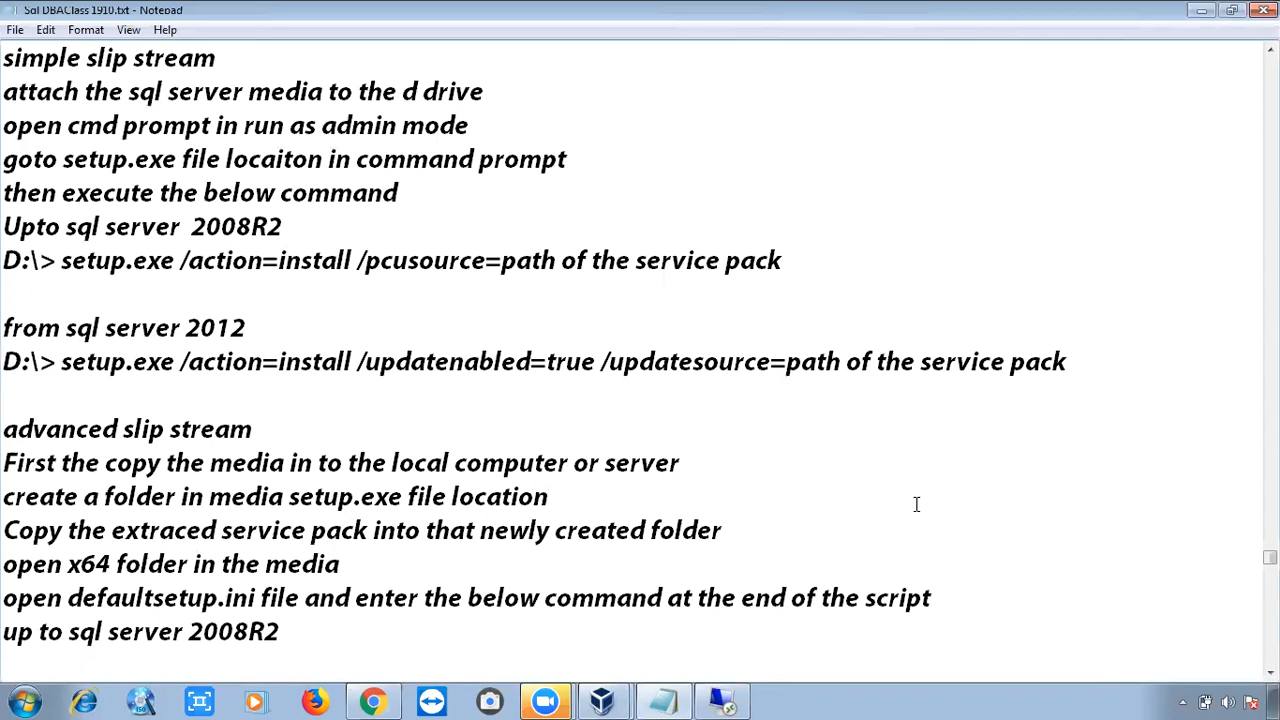 Sql DBAClass 1910.txt - Notepad
File Edit Format View Help
simple slip stream
attach the sql server media to the d drive
open cmd prompt in run as admin mode
goto setup.exe file locaiton in command prompt
then execute the below command
Upto sql server 2008R2
D:\> setup.exe /action=install /pcusource=path of the service pack
from sql server 2012
D:\> setup.exe /action=install /updatenabled=true /updatesource=path of the service pack
advanced slip stream
First the copy the media in to the local computer or server
create a folder in media setup.exe file location
Copy the extraced service pack into that newly created folder
open x64 folder in the media
open defaultsetup.ini file and enter the below command at the end of the script
up to sql server 2008R2